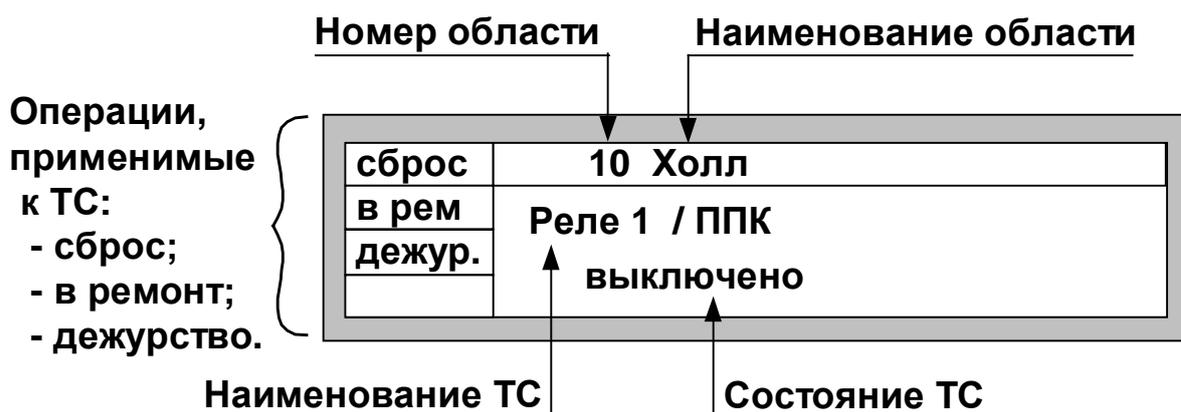 Номер области
Наименование области
Операции,
применимые
к ТС:
- сброс;
- в ремонт;
- дежурство.
сброс
10 Холл
в рем
дежур.
Реле 1 / ППК
выключено
Наименование ТС
Состояние ТС